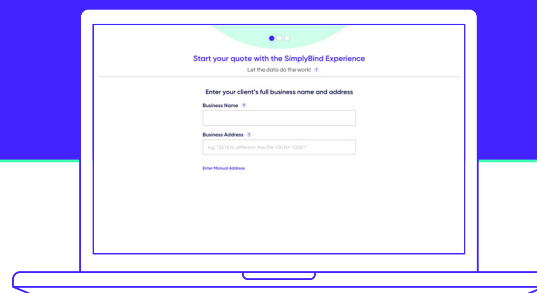 Start your quote with the SimplyBind Experience
Let the data do the work! ?
Enter your client's full business name and address
Business Name ?
Business Address ?
Enter Manual Address